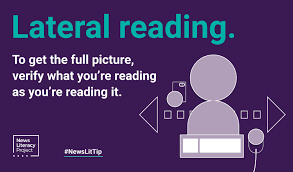 Lateral reading.
To get the full picture,
verify what you're reading
as you're reading it.
News
Literacy
Project
#NewsLitTip